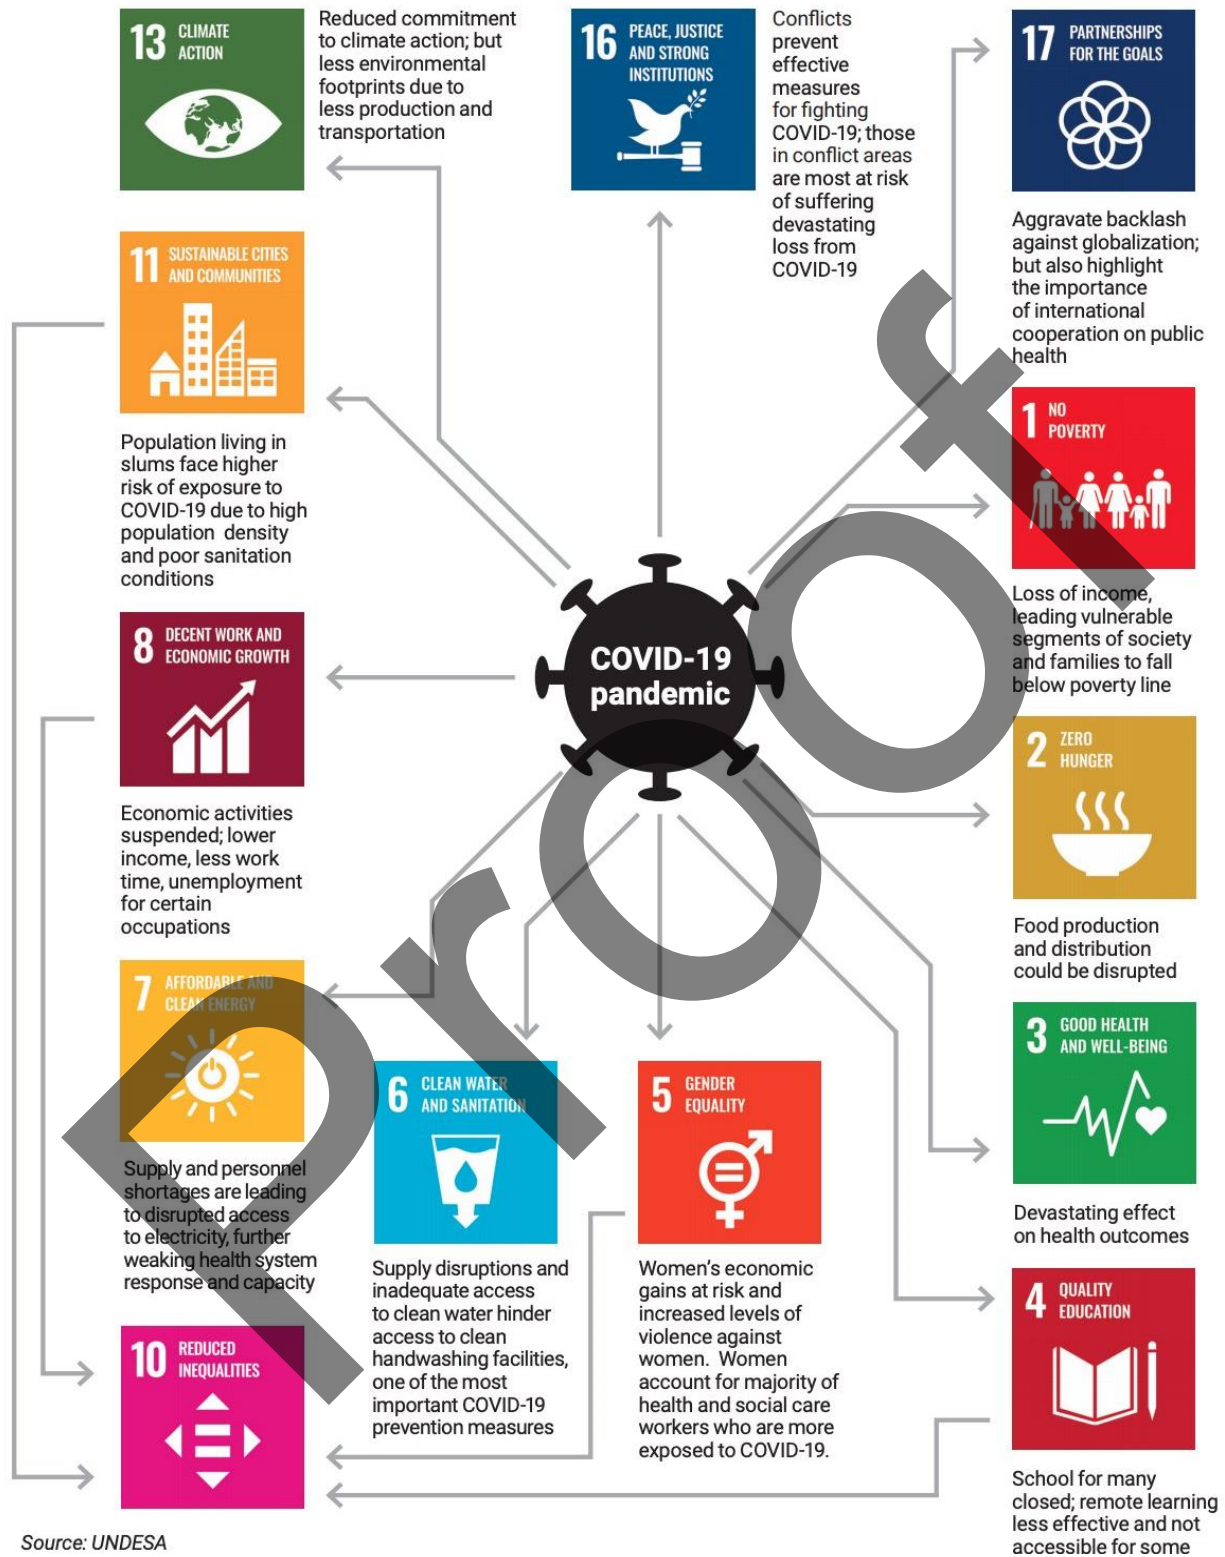 13 CLIMATE
ACTION
Reduced commitment
to climate action; but
less environmental
footprints due to
less production and
transportation
16 PEACE, JUSTICE
AND STRONG
INSTITUTIONS
Conflicts
prevent
effective
measures
for fighting
COVID-19; those
in conflict areas
are most at risk
of suffering
devastating
loss from
COVID-19
17 PARTNERSHIPS
FOR THE GOALS
Aggravate backlash
against globalization;
but also highlight
the importance
of international
cooperation on public
health
11 SUSTAINABLE CITIES
AND COMMUNITIES
Population living in
slums face higher
risk of exposure to
COVID-19 due to high
population density
and poor sanitation
conditions
1 NO
POVERTY
Loss of income,
leading vulnerable
segments of society
and families to fall
below poverty line
8 DECENT WORK AND
ECONOMIC GROWTH
Economic activities
suspended; lower
income, less work
time, unemployment
for certain
occupations
COVID-19
pandemic
2 ZERO
HUNGER
Food production
and distribution
could be disrupted
7 AFFORDABLE AND
CLEAN ENERGY
Supply and personnel
shortages are leading
to disrupted access
to electricity, further
weaking health system
response and capacity
6 CLEAN WATER
AND SANITATION
Supply disruptions and
inadequate access
to clean water hinder
access to clean
handwashing facilities,
one of the most
important COVID-19
prevention measures
5 GENDER
EQUALITY
Women's economic
gains at risk and
increased levels of
violence against
women. Women
account for majority of
health and social care
workers who are more
exposed to COVID-19.
3 GOOD HEALTH
AND WELL-BEING
Devastating effect
on health outcomes
4 QUALITY
EDUCATION
School for many
closed; remote learning
less effective and not
accessible for some
10 REDUCED
INEQUALITIES
Source: UNDESA
Proof